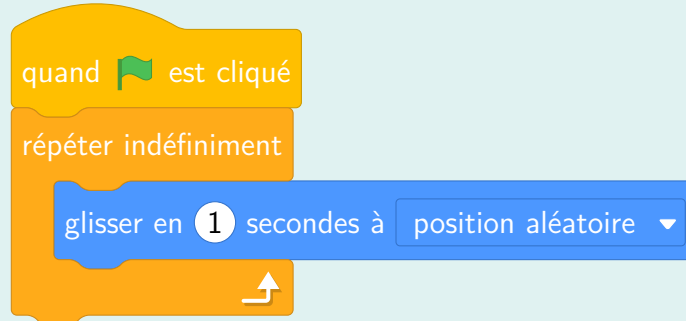 quand est cliqué
répéter indéfiniment
glisser en 1 secondes à position aléatoire